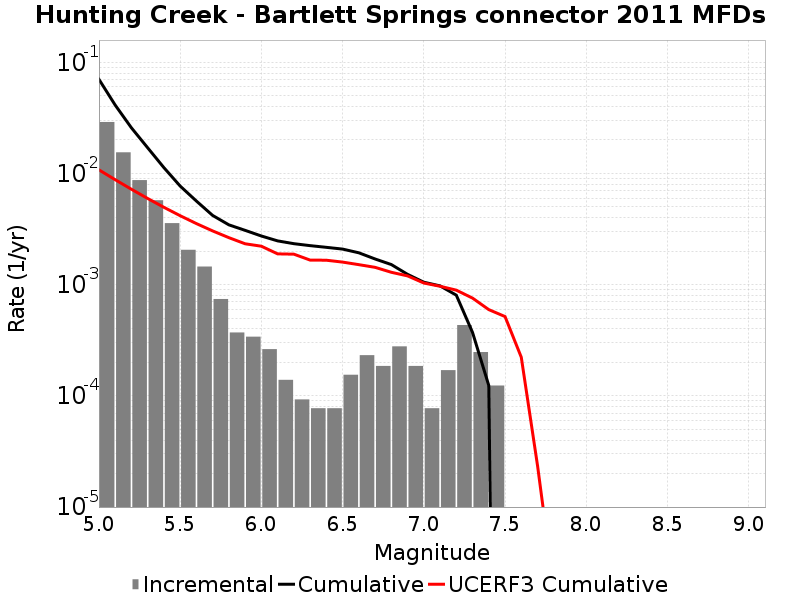 Hunting Creek - Bartlett Springs connector 2011 MFDs
Rate (1/yr)
10-1
10-2
10-3
10-4
10-5
5.0 5.5 6.0 6.5 7.0 7.5 8.0 8.5 9.0
Magnitude
Incremental Cumulative UCERF3 Cumulative